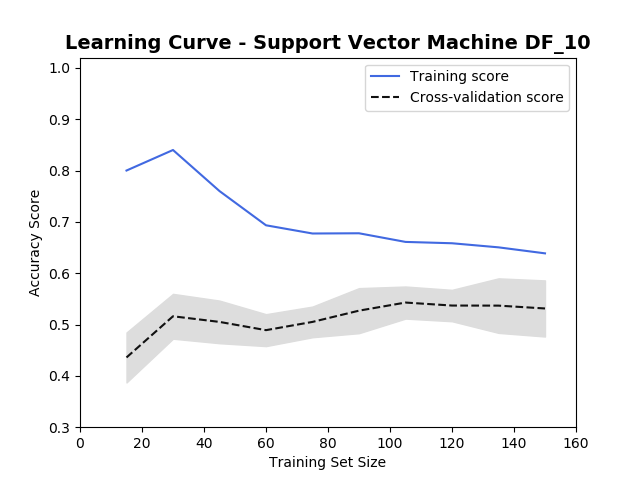 Learning Curve - Support Vector Machine DF_10
1.0
0.9
0.8
0.7
0.6
0.5
0.4
0.3
Accuracy Score
Training score
Cross-validation score
0 20 40 60 80 100 120 140 160
Training Set Size